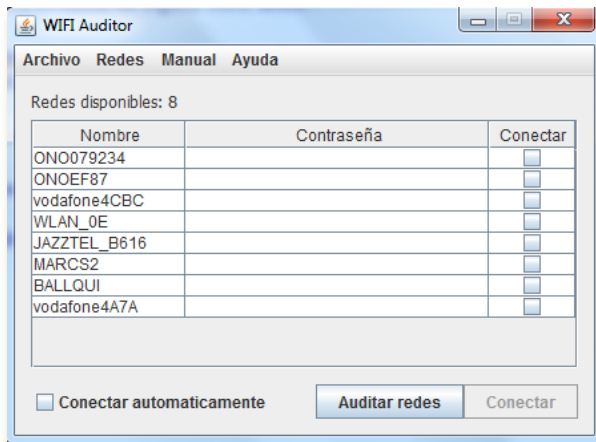 WIFI Auditor
Archivo Redes Manual Ayuda
Redes disponibles: 8
Nombre Contraseña Conectar
ONO079234
ONOEF87
vodafone4CBC
WLAN_0E
JAZZTEL_B616
MARCS2
BALLQUI
vodafone4A7A
Conectar automaticamente Auditar redes Conectar